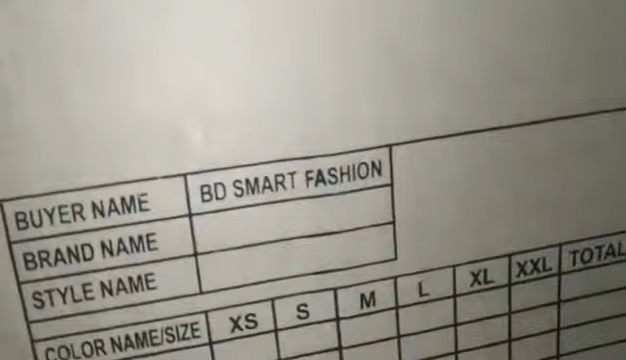 BUYER NAME BD SMART FASHION
BRAND NAME
STYLE NAME
COLOR NAME/SIZE XS S M L XL XXL TOTAL